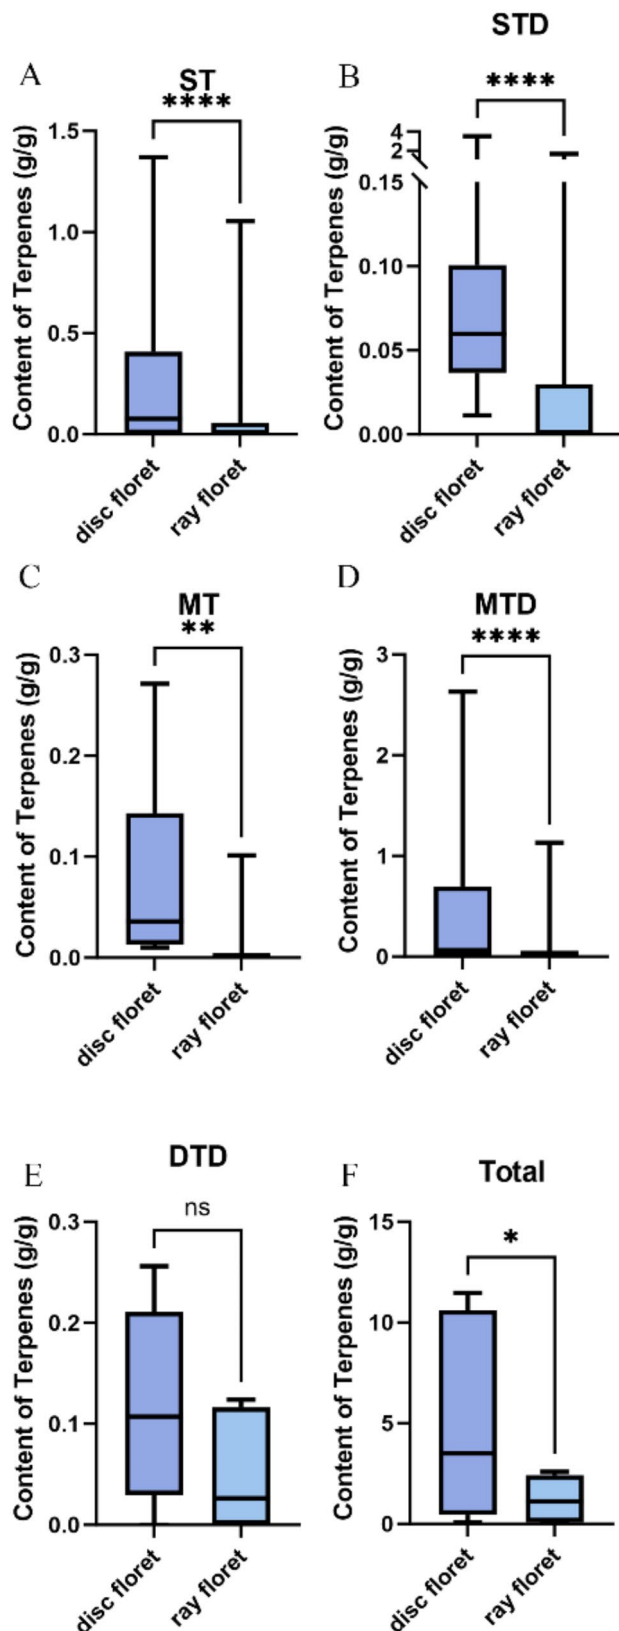 A
ST
****
Content of Terpenes (g/g)
1.5
1.0
0.5
0.0
disc floret
ray floret
B
STD
****
Content of Terpenes (g/g)
4
2
0.15
0.10
0.05
0.00
disc floret
ray floret
C
MT
**
Content of Terpenes (g/g)
0.3
0.2
0.1
0.0
disc floret
ray floret
D
MTD
****
Content of Terpenes (g/g)
3
2
1
0
disc floret
ray floret
E
DTD
ns
Content of Terpenes (g/g)
0.3
0.2
0.1
0.0
disc floret
ray floret
F
Total
*
Content of Terpenes (g/g)
15
10
5
0
disc floret
ray floret